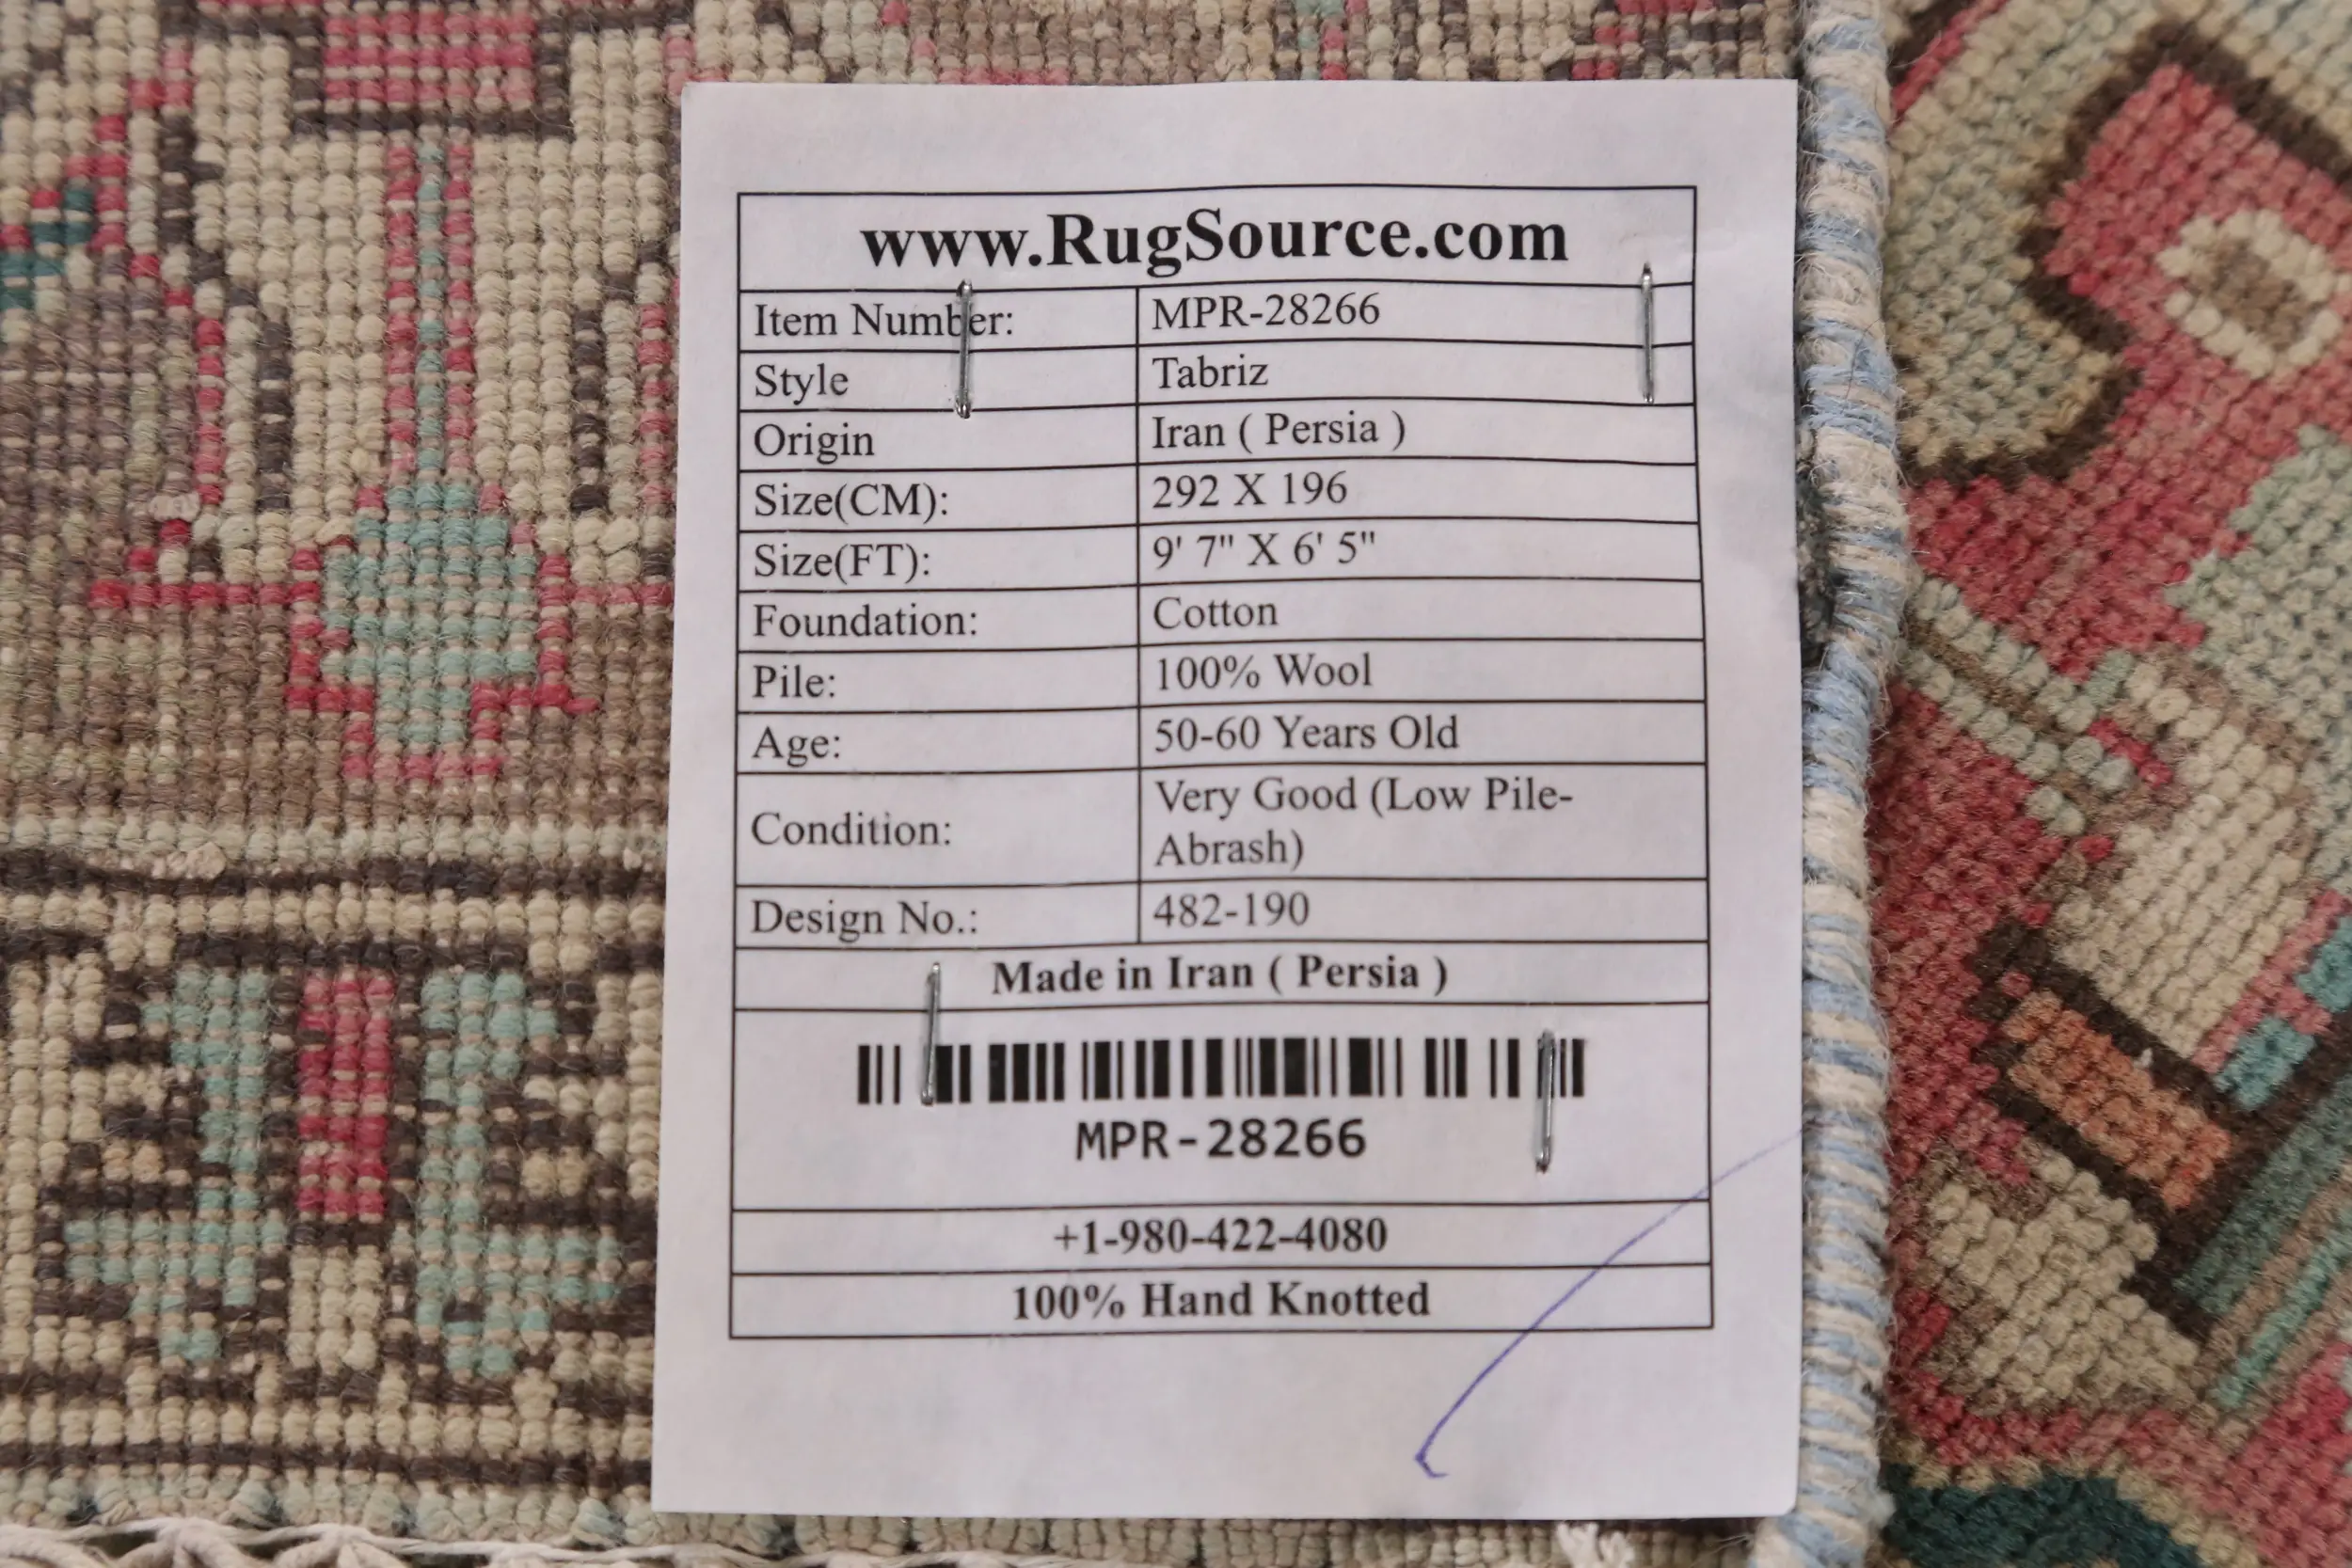 www.RugSource.com
Item Number: MPR-28266
Style Tabriz
Origin Iran ( Persia )
Size(CM): 292 X 196
Size(FT): 9' 7" X 6' 5"
Foundation: Cotton
Pile: 100% Wool
Age: 50-60 Years Old
Condition: Very Good (Low Pile-
Abrash)
Design No.: 482-190
Made in Iran ( Persia )
MPR-28266
+1-980-422-4080
100% Hand Knotted